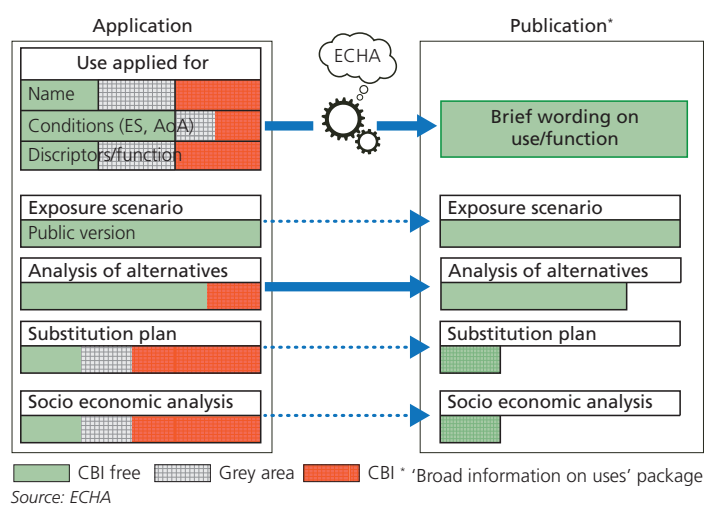 Application
Publication*
Use applied for
ECHA
Name
Conditions (ES, AoA)
Discriptors/function
Brief wording on
use/function
Exposure scenario
Public version
Exposure scenario
Analysis of alternatives
Analysis of alternatives
Substitution plan
Substitution plan
Socio economic analysis
Socio economic analysis
CBI free
Grey area
CBI
* 'Broad information on uses' package
Source: ECHA